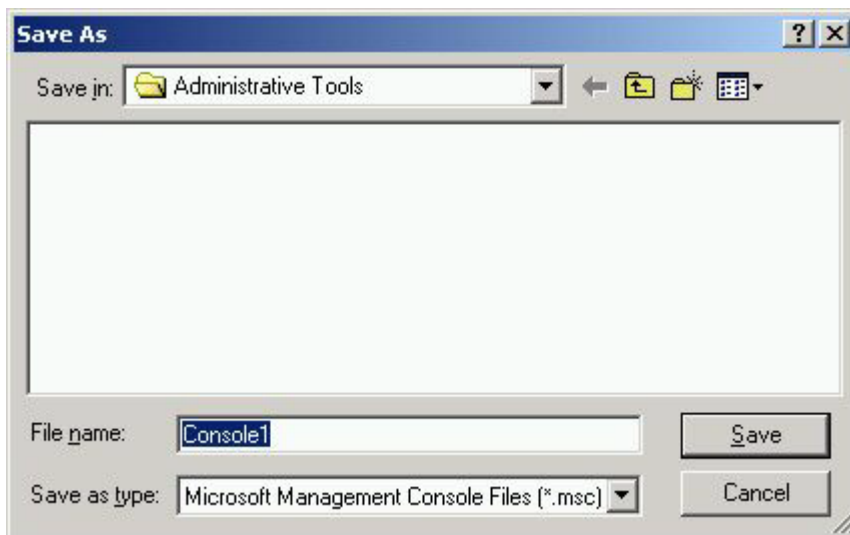 Save As
Save in: Administrative Tools
File name: Console1 Save
Save as type: Microsoft Management Console Files (*.msc) Cancel